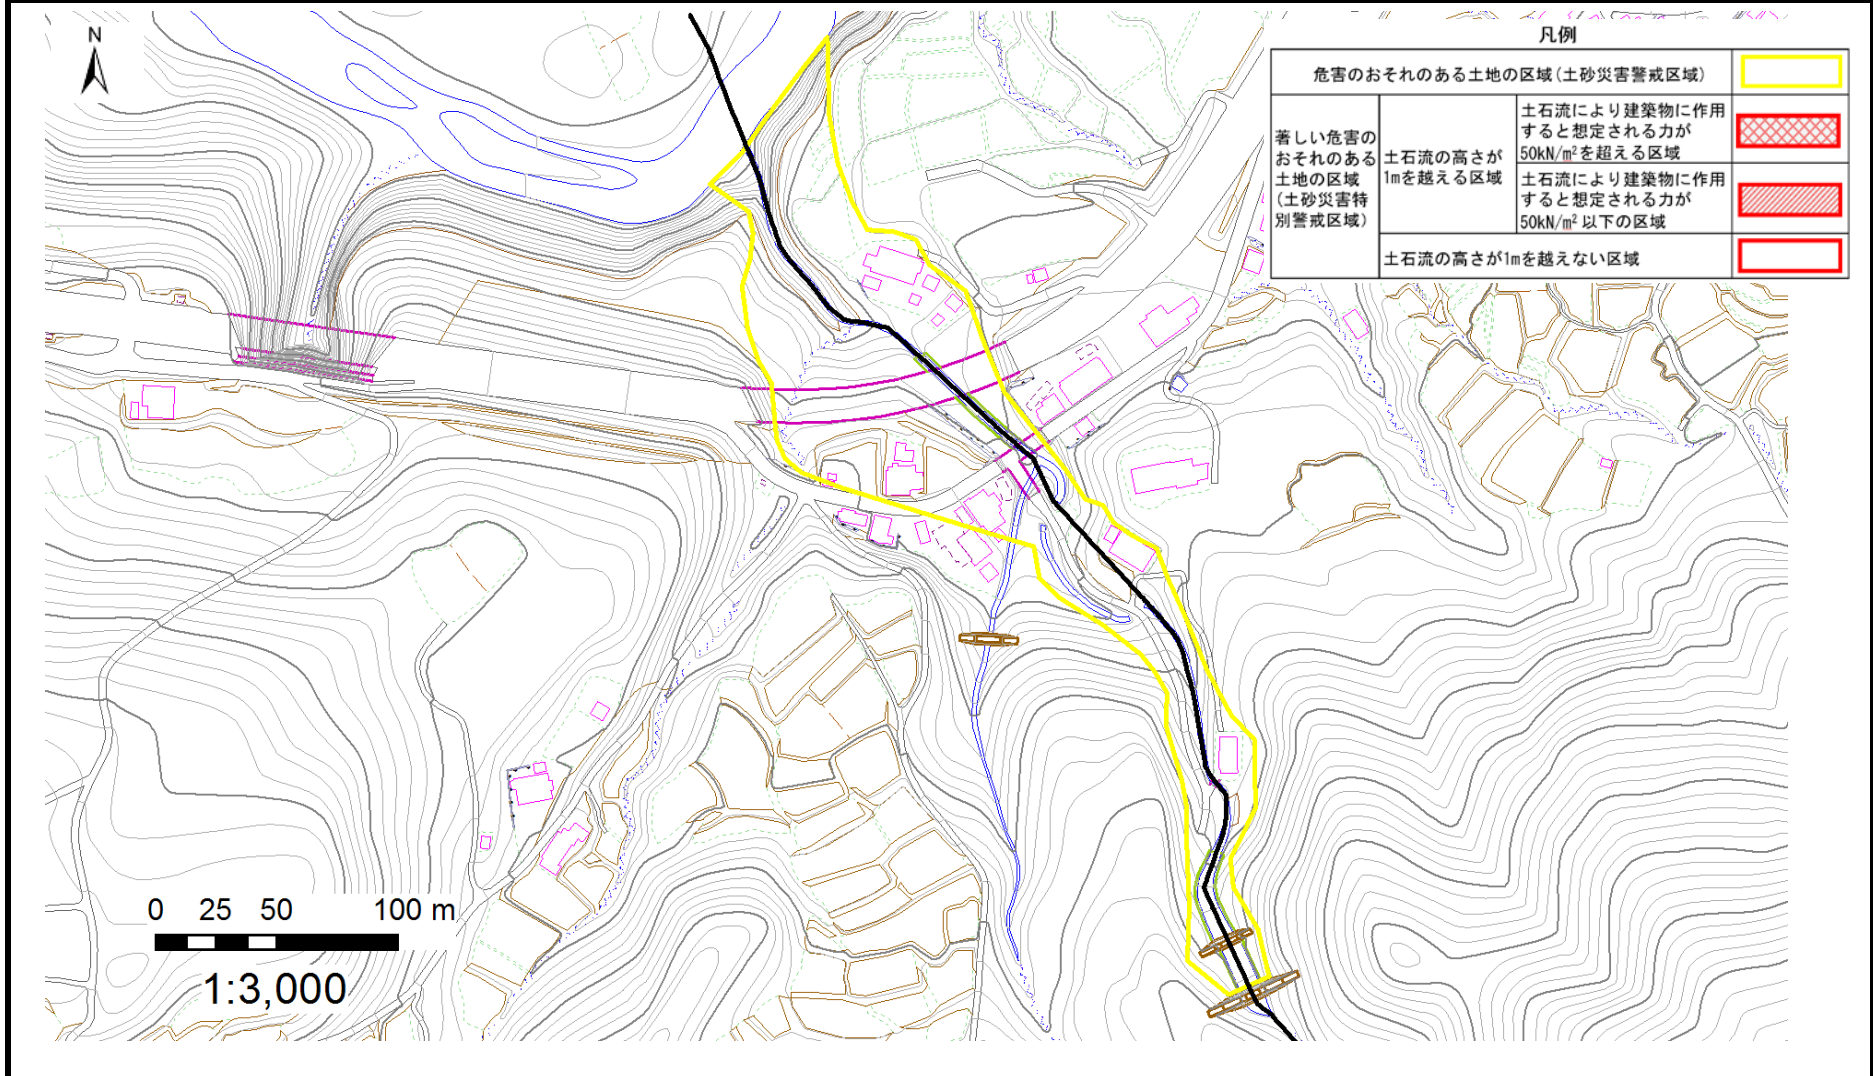 N
凡例
危害のおそれのある土地の区域(土砂災害警戒区域)
著しい危害の
おそれのある
土地の区域
(土砂災害特
別警戒区域)
土石流の高さが
1mを越える区域
土石流により建築物に作用
すると想定される力が
50kN/m²を超える区域
土石流により建築物に作用
すると想定される力が
50kN/m² 以下の区域
土石流の高さが1mを越えない区域
0 25 50 100 m
1:3,000